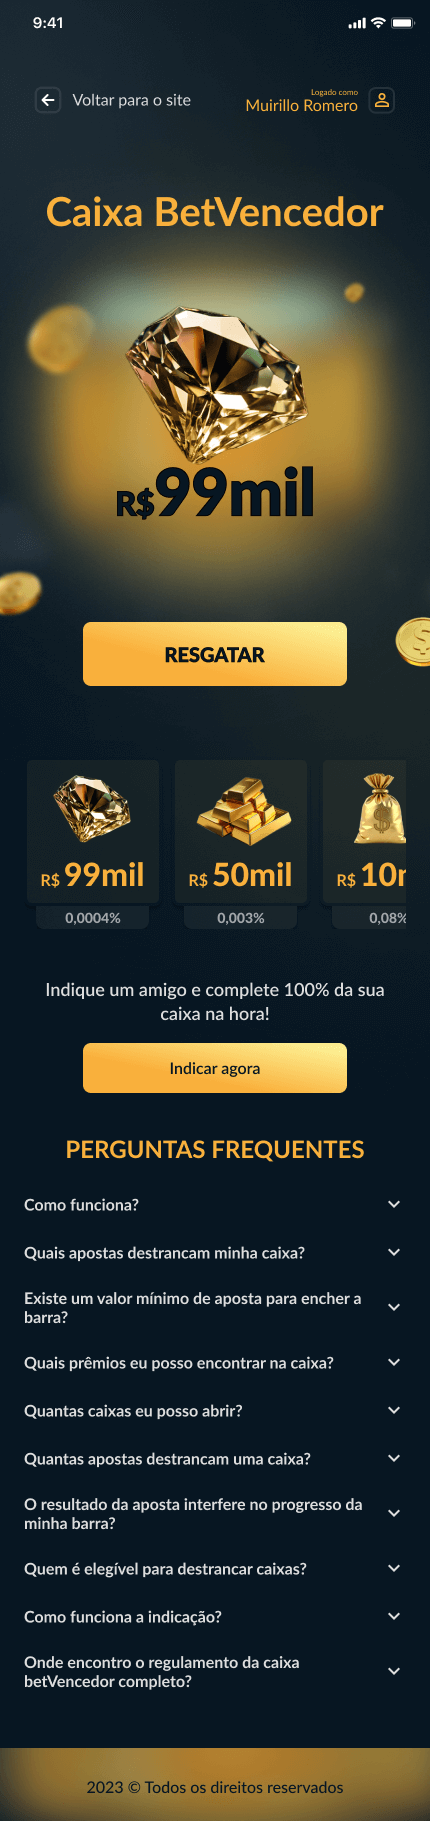 9:41
Voltar para o site
Logado como
Muirillo Romero
Caixa BetVencedor
R$99mil
RESGATAR
R$ 99mil
R$ 50mil
R$ 10
0,0004%
0,003%
0,08%
Indique um amigo e complete 100% da sua
caixa na hora!
Indicar agora
PERGUNTAS FREQUENTES
Como funciona?
Quais apostas destrancam minha caixa?
Existe um valor mínimo de aposta para encher a
barra?
Quais prêmios eu posso encontrar na caixa?
Quantas caixas eu posso abrir?
Quantas apostas destrancam uma caixa?
O resultado da aposta interfere no progresso da
minha barra?
Quem é elegível para destrancar caixas?
Como funciona a indicação?
Onde encontro o regulamento da caixa
betVencedor completo?
2023 © Todos os direitos reservados